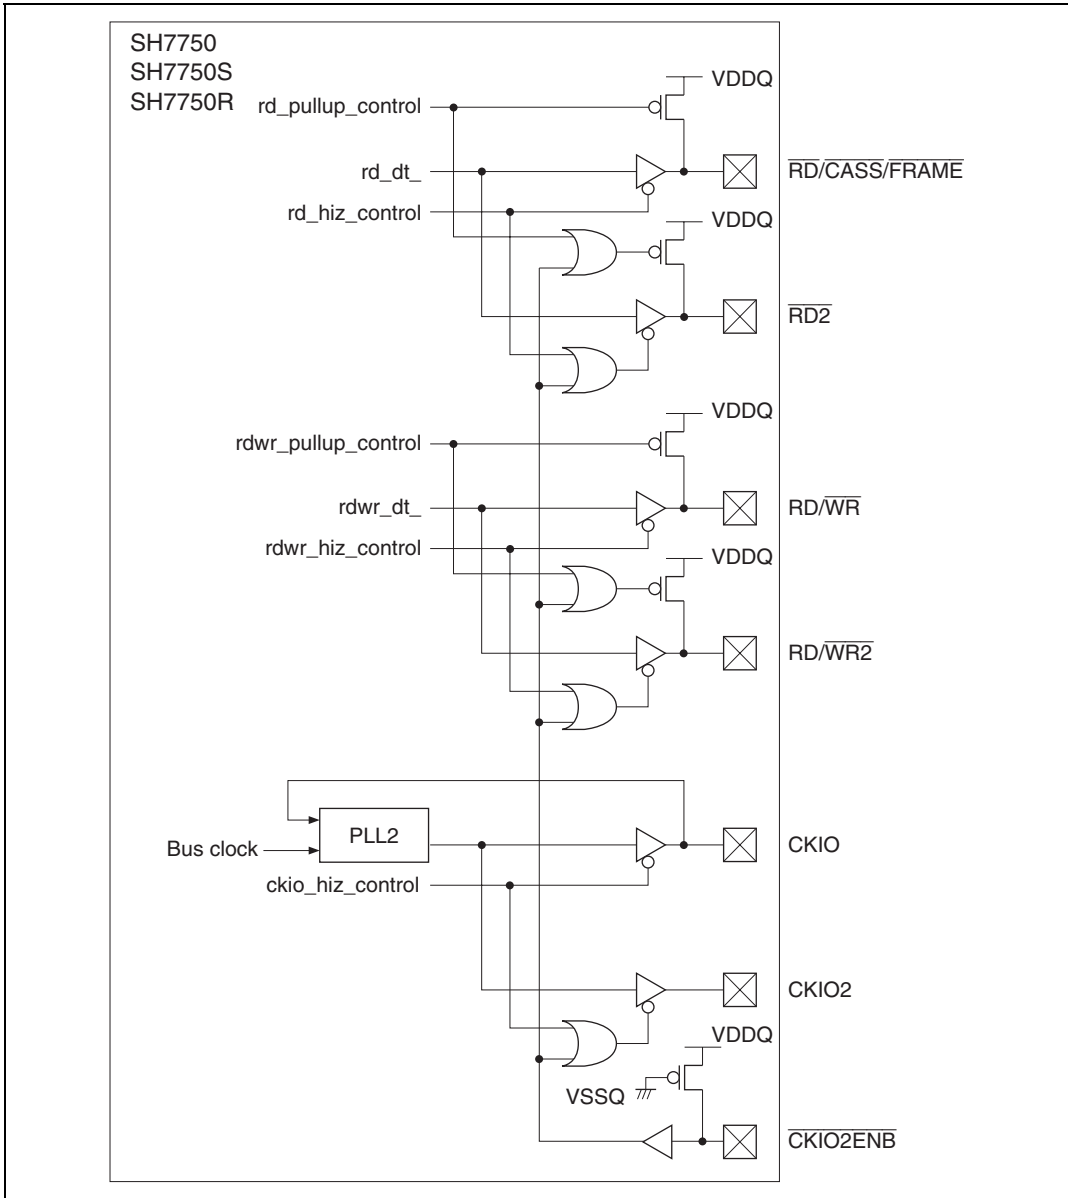 SH7750
SH7750S
SH7750R
VDDQ
rd_pullup_control
rd_dt_
RD/CASS/FRAME
rd_hiz_control
VDDQ
RD2
VDDQ
rdwr_pullup_control
rdwr_dt_
RD/WR
rdwr_hiz_control
VDDQ
RD/WR2
PLL2
Bus clock
CKIO
ckio_hiz_control
CKIO2
VDDQ
VSSQ
CKIO2ENB